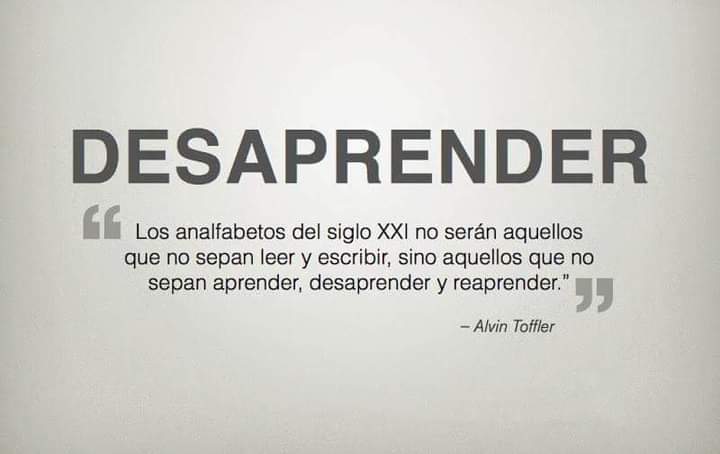 DESAPRENDER
“ Los analfabetos del siglo XXI no serán aquellos
que no sepan leer y escribir, sino aquellos que no
sepan aprender, desaprender y reaprender.” ”
– Alvin Toffler